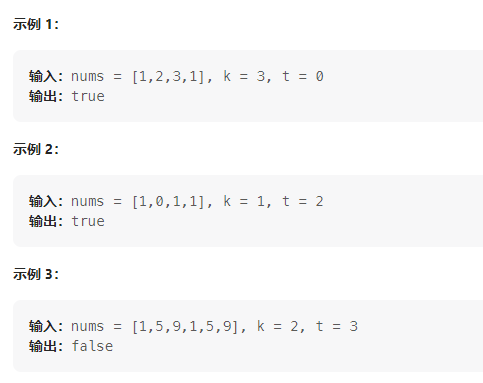 示例 1：
输入：nums = [1,2,3,1], k = 3, t = 0
输出：true
示例 2：
输入：nums = [1,0,1,1], k = 1, t = 2
输出：true
示例 3：
输入：nums = [1,5,9,1,5,9], k = 2, t = 3
输出：false